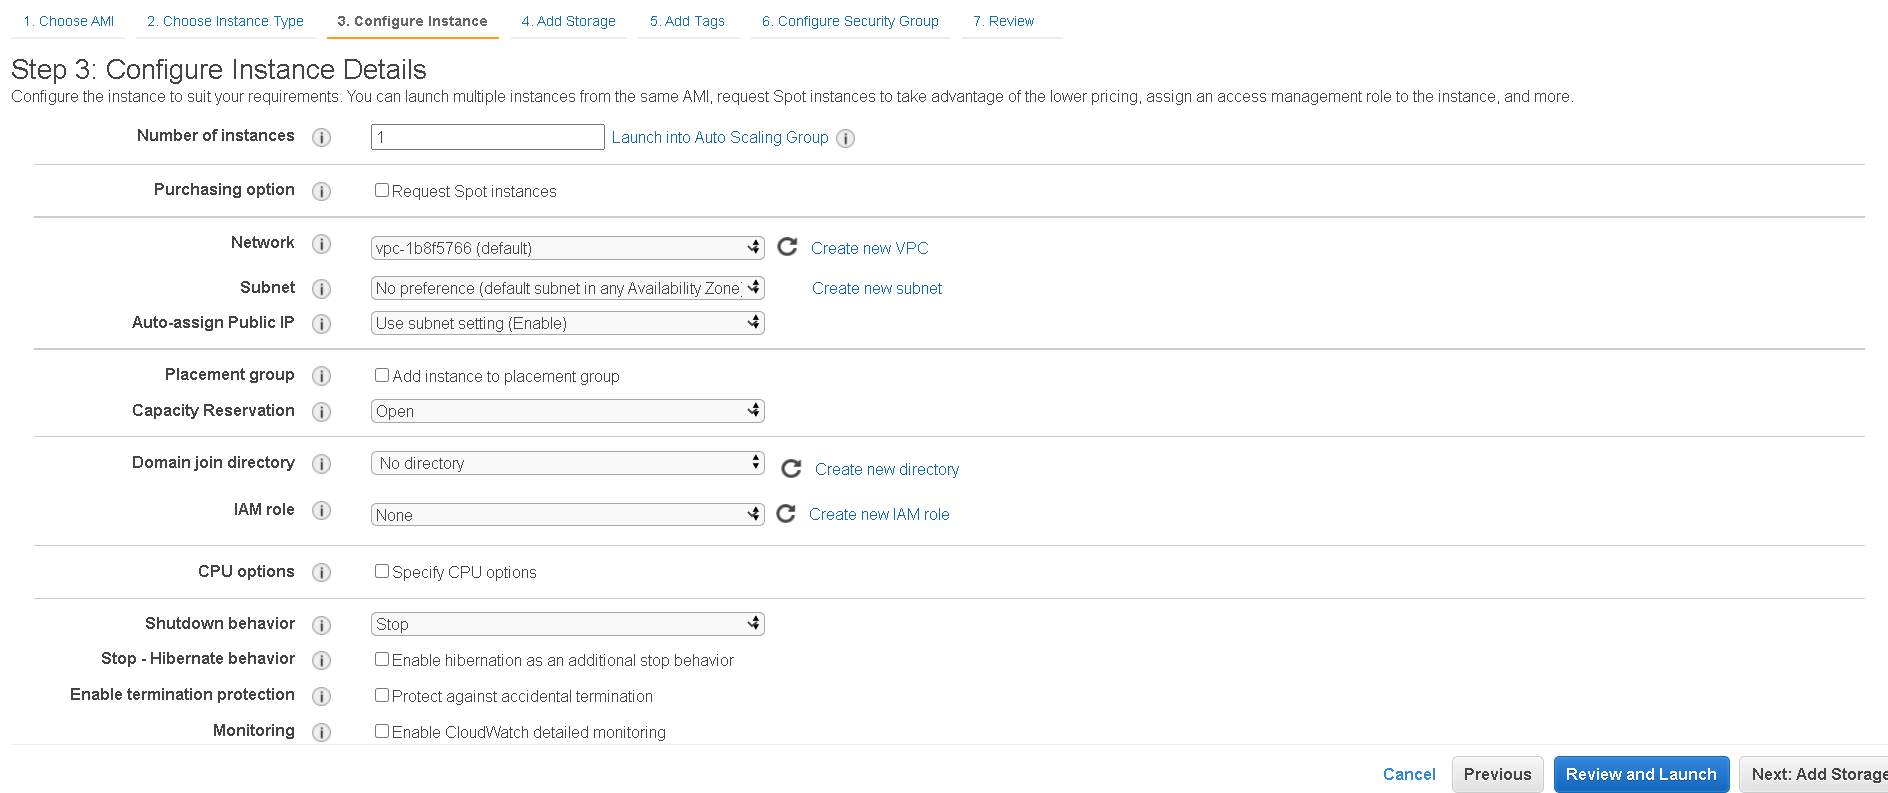 1. Choose AMI 2. Choose Instance Type 3. Configure Instance 4. Add Storage 5. Add Tags 6. Configure Security Group 7. Review
Step 3: Configure Instance Details
Configure the instance to suit your requirements. You can launch multiple instances from the same AMI, request Spot instances to take advantage of the lower pricing, assign an access management role to the instance, and more.
Number of instances i 1 Launch into Auto Scaling Group i
Purchasing option i Request Spot instances
Network i vpc-1b8f5766 (default) Create new VPC
Subnet i No preference (default subnet in any Availability Zone) Create new subnet
Auto-assign Public IP i Use subnet setting (Enable)
Placement group i Add instance to placement group
Capacity Reservation i Open
Domain join directory i No directory Create new directory
IAM role i None Create new IAM role
CPU options i Specify CPU options
Shutdown behavior i Stop
Stop - Hibernate behavior i Enable hibernation as an additional stop behavior
Enable termination protection i Protect against accidental termination
Monitoring i Enable CloudWatch detailed monitoring
Cancel Previous Review and Launch Next: Add Storage